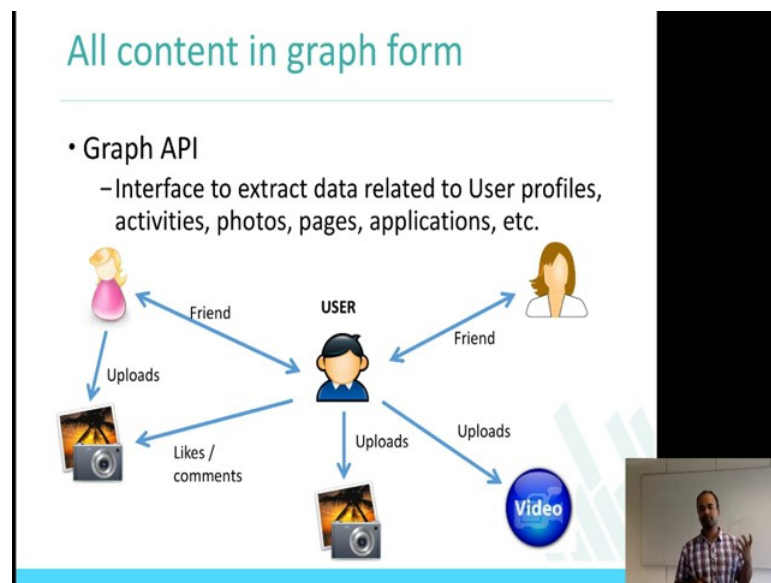 All content in graph form
• Graph API
–Interface to extract data related to User profiles,
activities, photos, pages, applications, etc.
USER
Friend
Friend
Uploads
Likes /
comments
Uploads
Uploads
Video